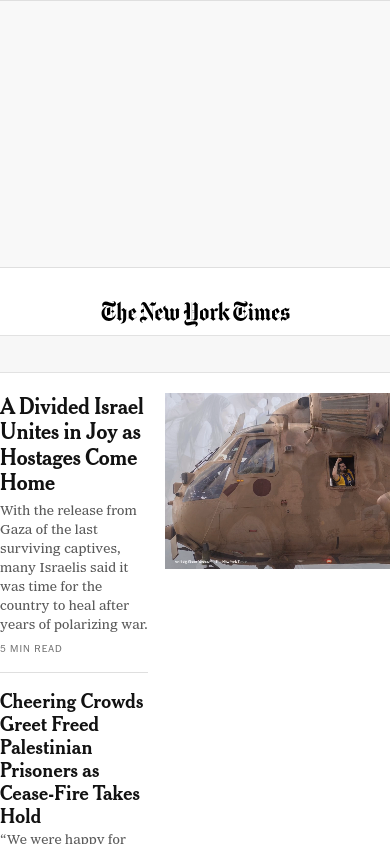 The New York Times
A Divided Israel
Unites in Joy as
Hostages Come
Home
With the release from
Gaza of the last
surviving captives,
many Israelis said it
was time for the
country to heal after
years of polarizing war.
5 MIN READ
Cheering Crowds
Greet Freed
Palestinian
Prisoners as
Cease-Fire Takes
Hold
“We were happy for